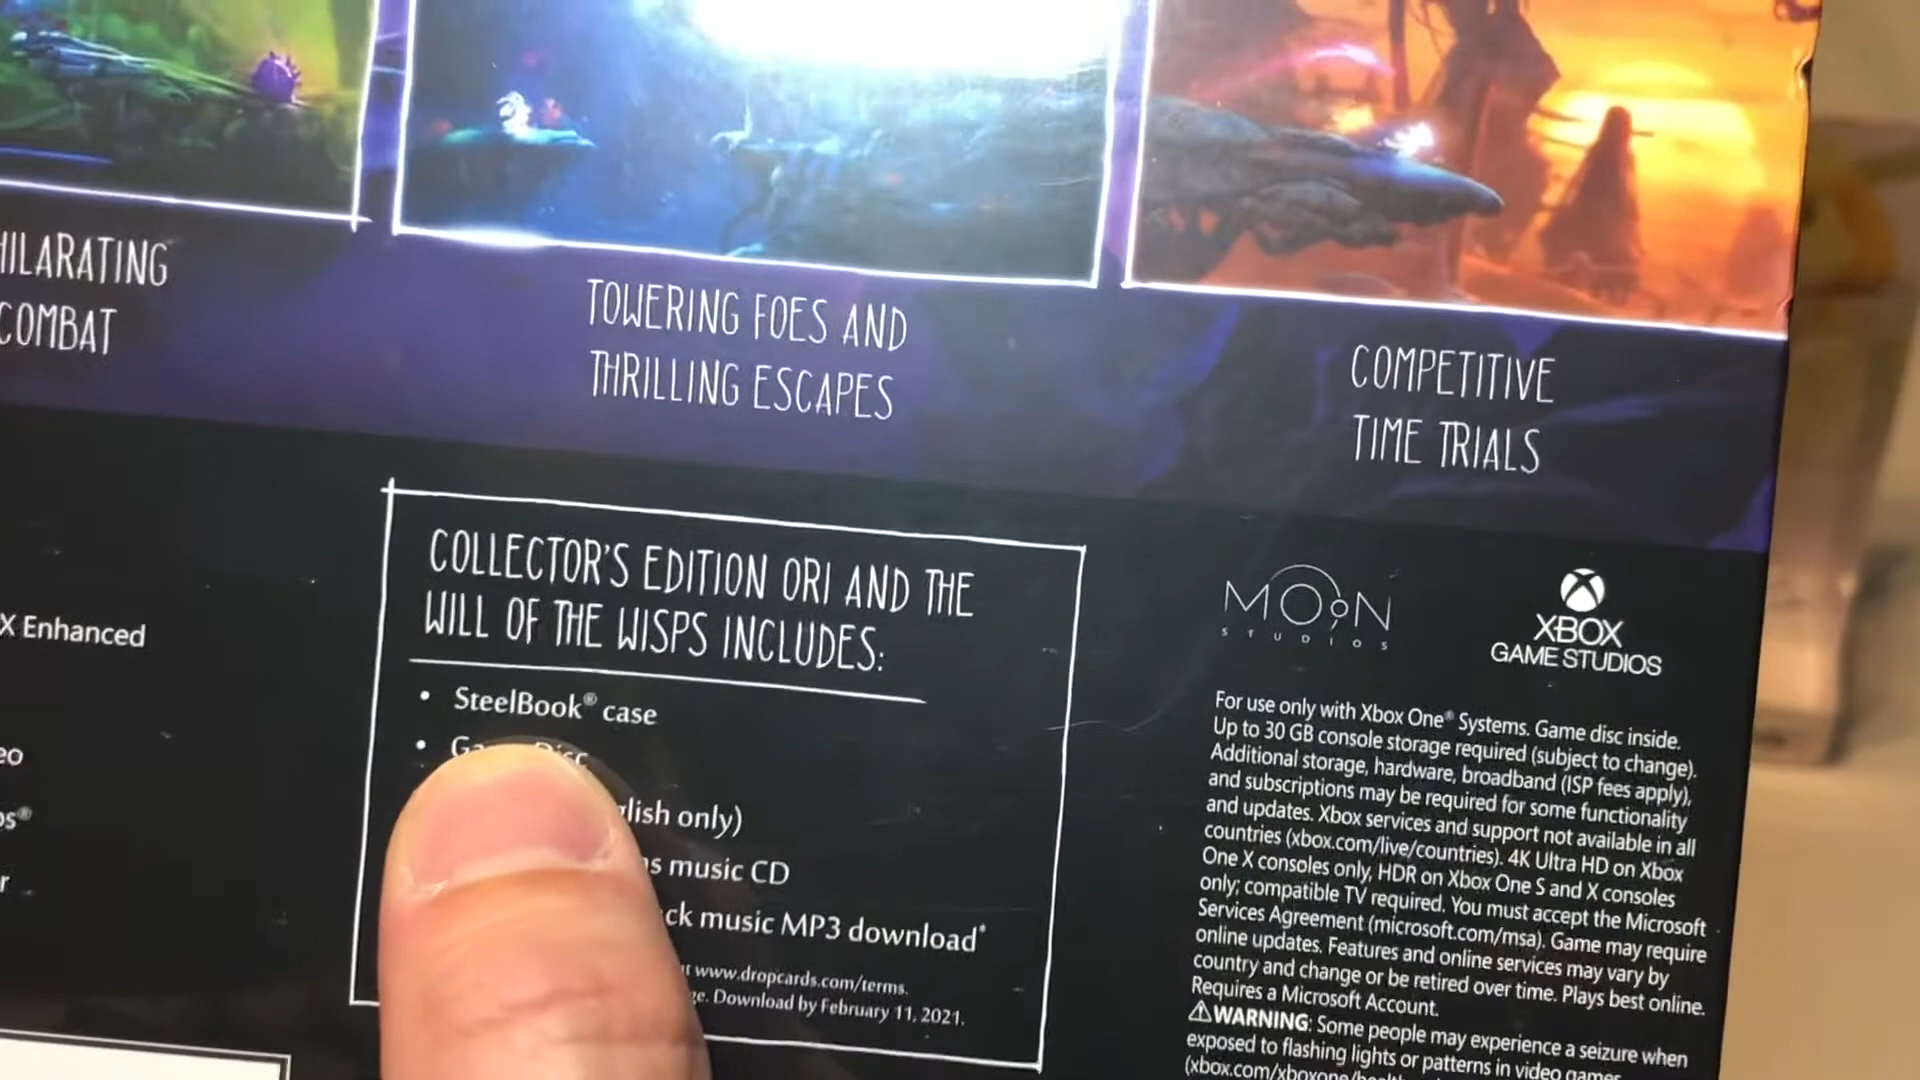 COMBAT
TOWERING FOES AND
THRILLING ESCAPES
COMPETITIVE
TIME TRIALS
X Enhanced
COLLECTOR'S EDITION ORI AND THE
WILL OF THE WISPS INCLUDES:
• SteelBook® case
• Disc
only)
music CD
music MP3 download*
www.dropcards.com/terms.
Download by February 11, 2021.
MOON
STUDIOS
XBOX
GAME STUDIOS
For use only with Xbox One® Systems. Game disc inside.
Up to 30 GB console storage required (subject to change).
Additional storage, hardware, broadband (ISP fees apply),
and subscriptions may be required for some functionality
and updates. Xbox services and support not available in all
countries (xbox.com/live/countries). 4K Ultra HD on Xbox
One X consoles only, HDR on Xbox One S and X consoles
only; compatible TV required. You must accept the Microsoft
Services Agreement (microsoft.com/msa). Game may require
online updates. Features and online services may vary by
country and change or be retired over time. Plays best online.
Requires a Microsoft Account.
⚠WARNING: Some people may experience a seizure when
exposed to flashing lights or patterns in video games